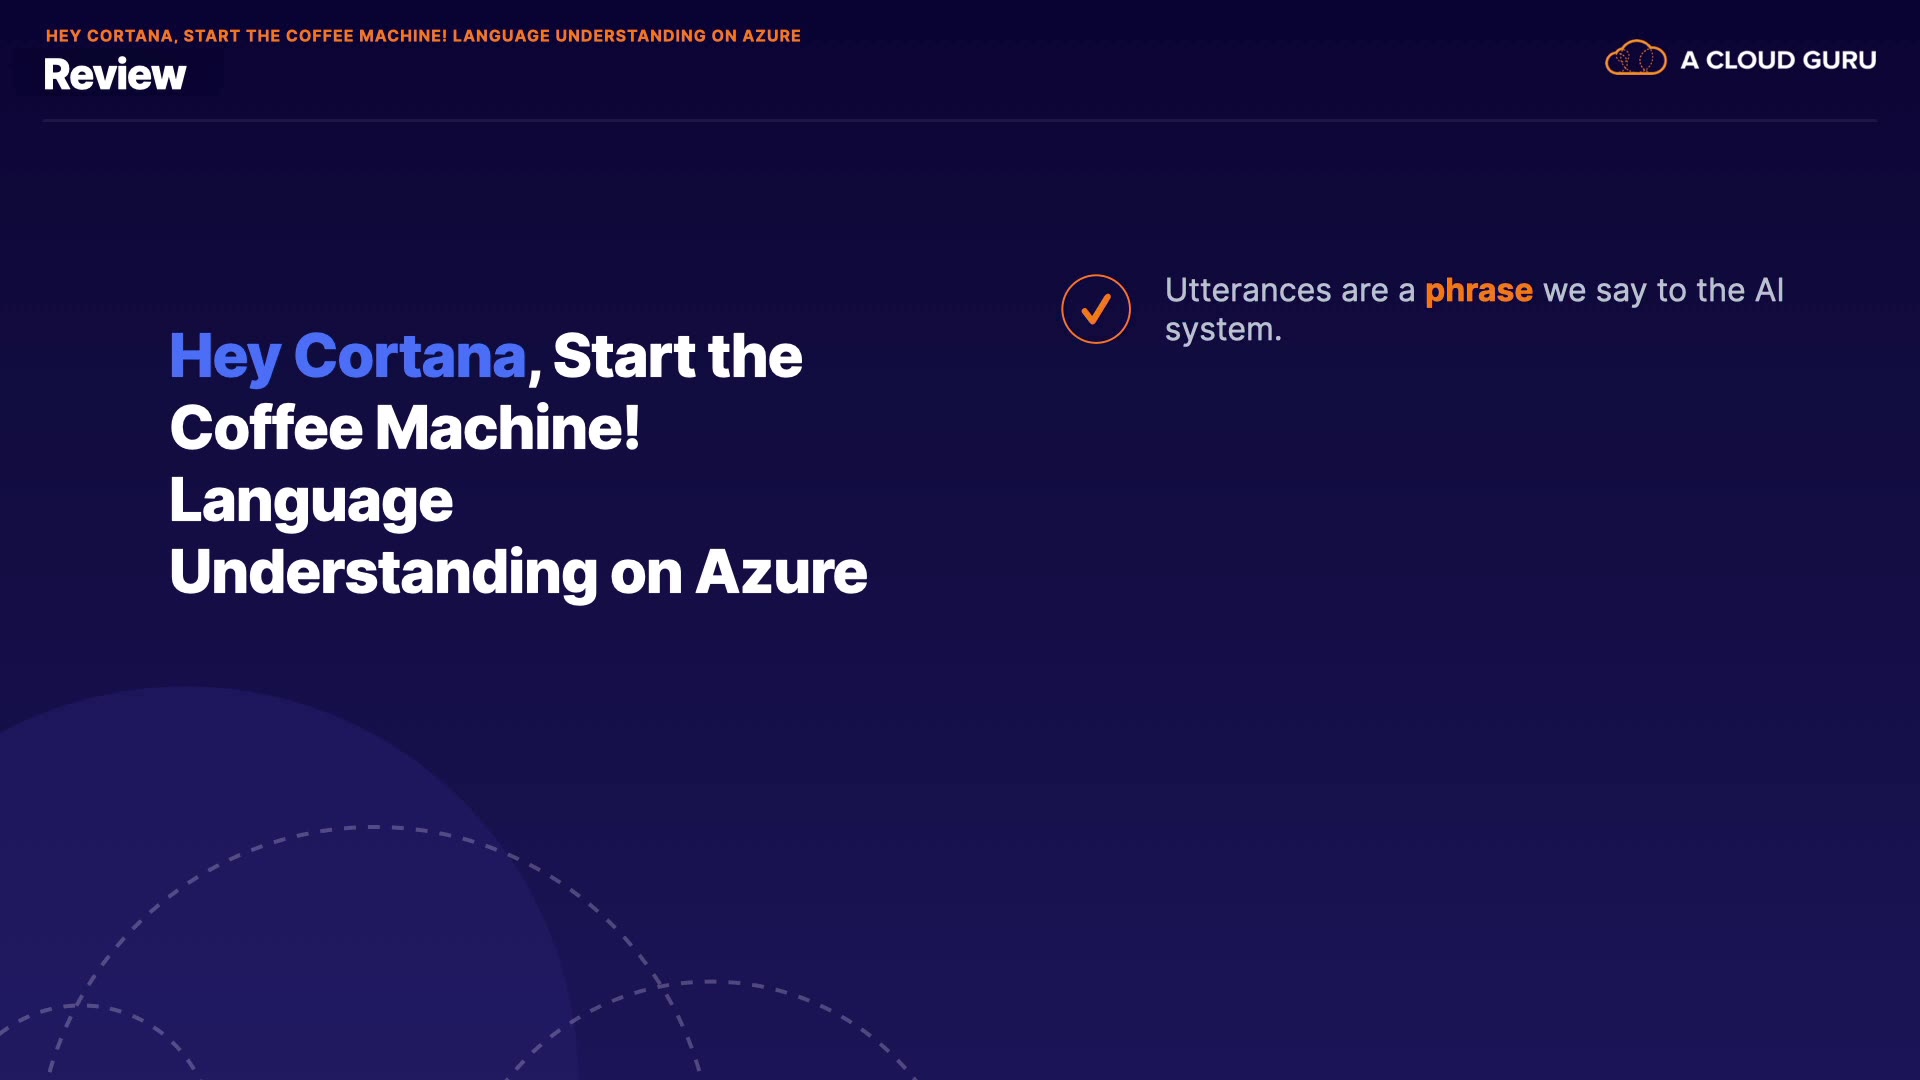 HEY CORTANA, START THE COFFEE MACHINE! LANGUAGE UNDERSTANDING ON AZURE
Review
A CLOUD GURU
Hey Cortana, Start the
Coffee Machine!
Language
Understanding on Azure
Utterances are a phrase we say to the AI
system.